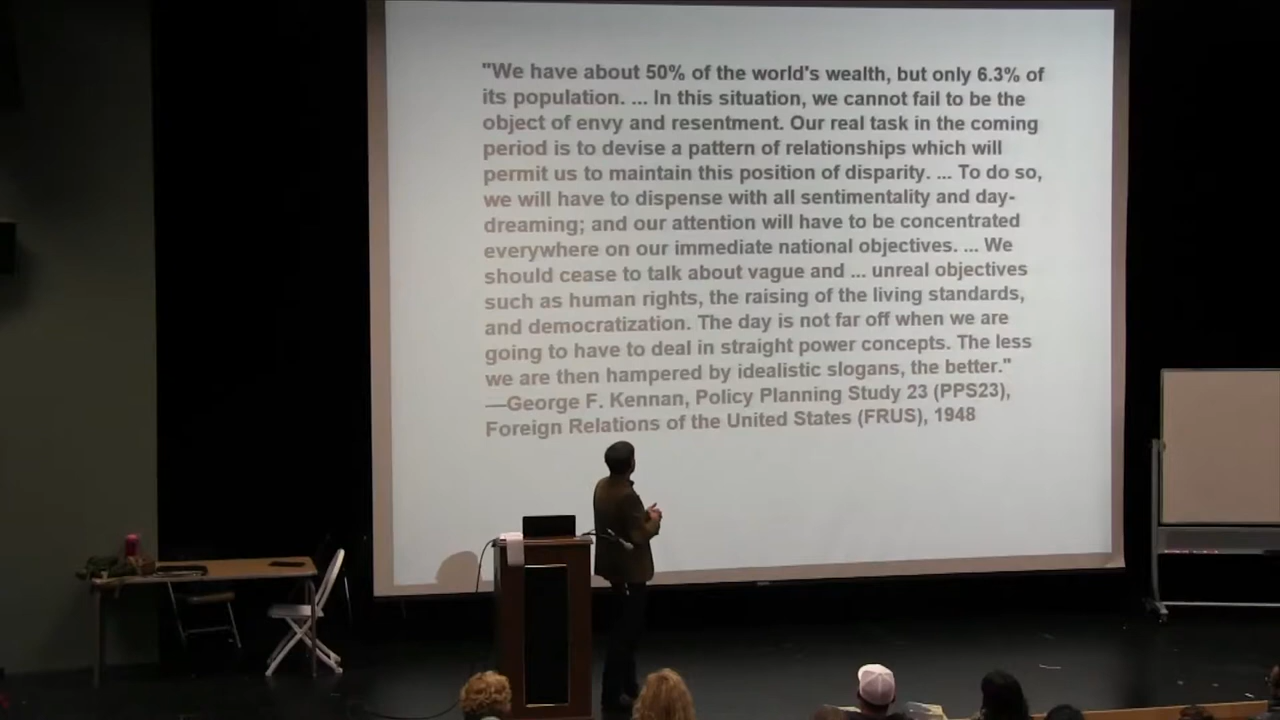 "We have about 50% of the world's wealth, but only 6.3% of
its population. ... In this situation, we cannot fail to be the
object of envy and resentment. Our real task in the coming
period is to devise a pattern of relationships which will
permit us to maintain this position of disparity. ... To do so,
we will have to dispense with all sentimentality and day-
dreaming; and our attention will have to be concentrated
everywhere on our immediate national objectives. ... We
should cease to talk about vague and ... unreal objectives
such as human rights, the raising of the living standards,
and democratization. The day is not far off when we are
going to have to deal in straight power concepts. The less
we are then hampered by idealistic slogans, the better."
—George F. Kennan, Policy Planning Study 23 (PPS23),
Foreign Relations of the United States (FRUS), 1948